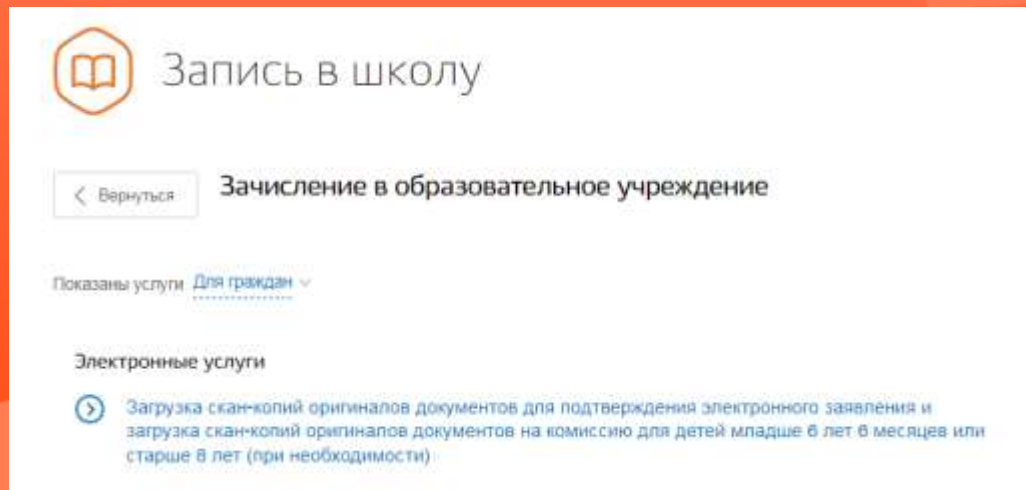 Запись в школу
Вернуться
Зачисление в образовательное учреждение
Показаны услуги Для граждан
Электронные услуги
Загрузка скан-копий оригиналов документов для подтверждения электронного заявления и
загрузка скан-копий оригиналов документов на комиссию для детей младше 6 лет 6 месяцев или
старше 8 лет (при необходимости)